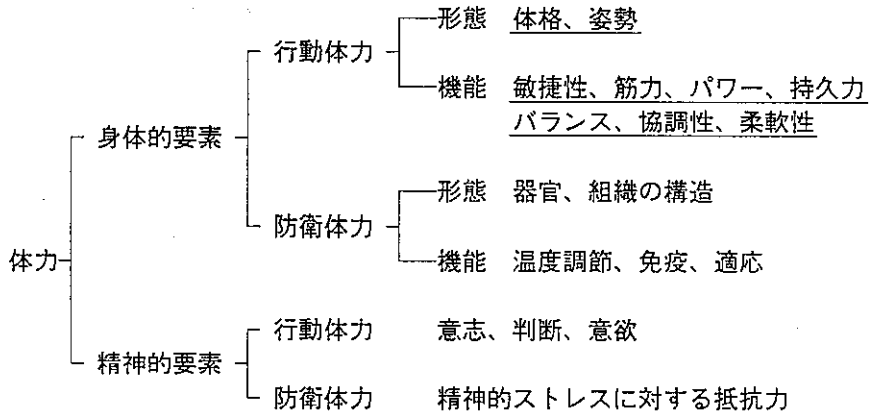 形態 体格、姿勢
行動体力
機能 敏捷性、筋力、パワー、持久力
バランス、協調性、柔軟性
身体的要素
形態 器官、組織の構造
防衛体力
機能 温度調節、免疫、適応
体力
行動体力 意志、判断、意欲
精神的要素
防衛体力 精神的ストレスに対する抵抗力